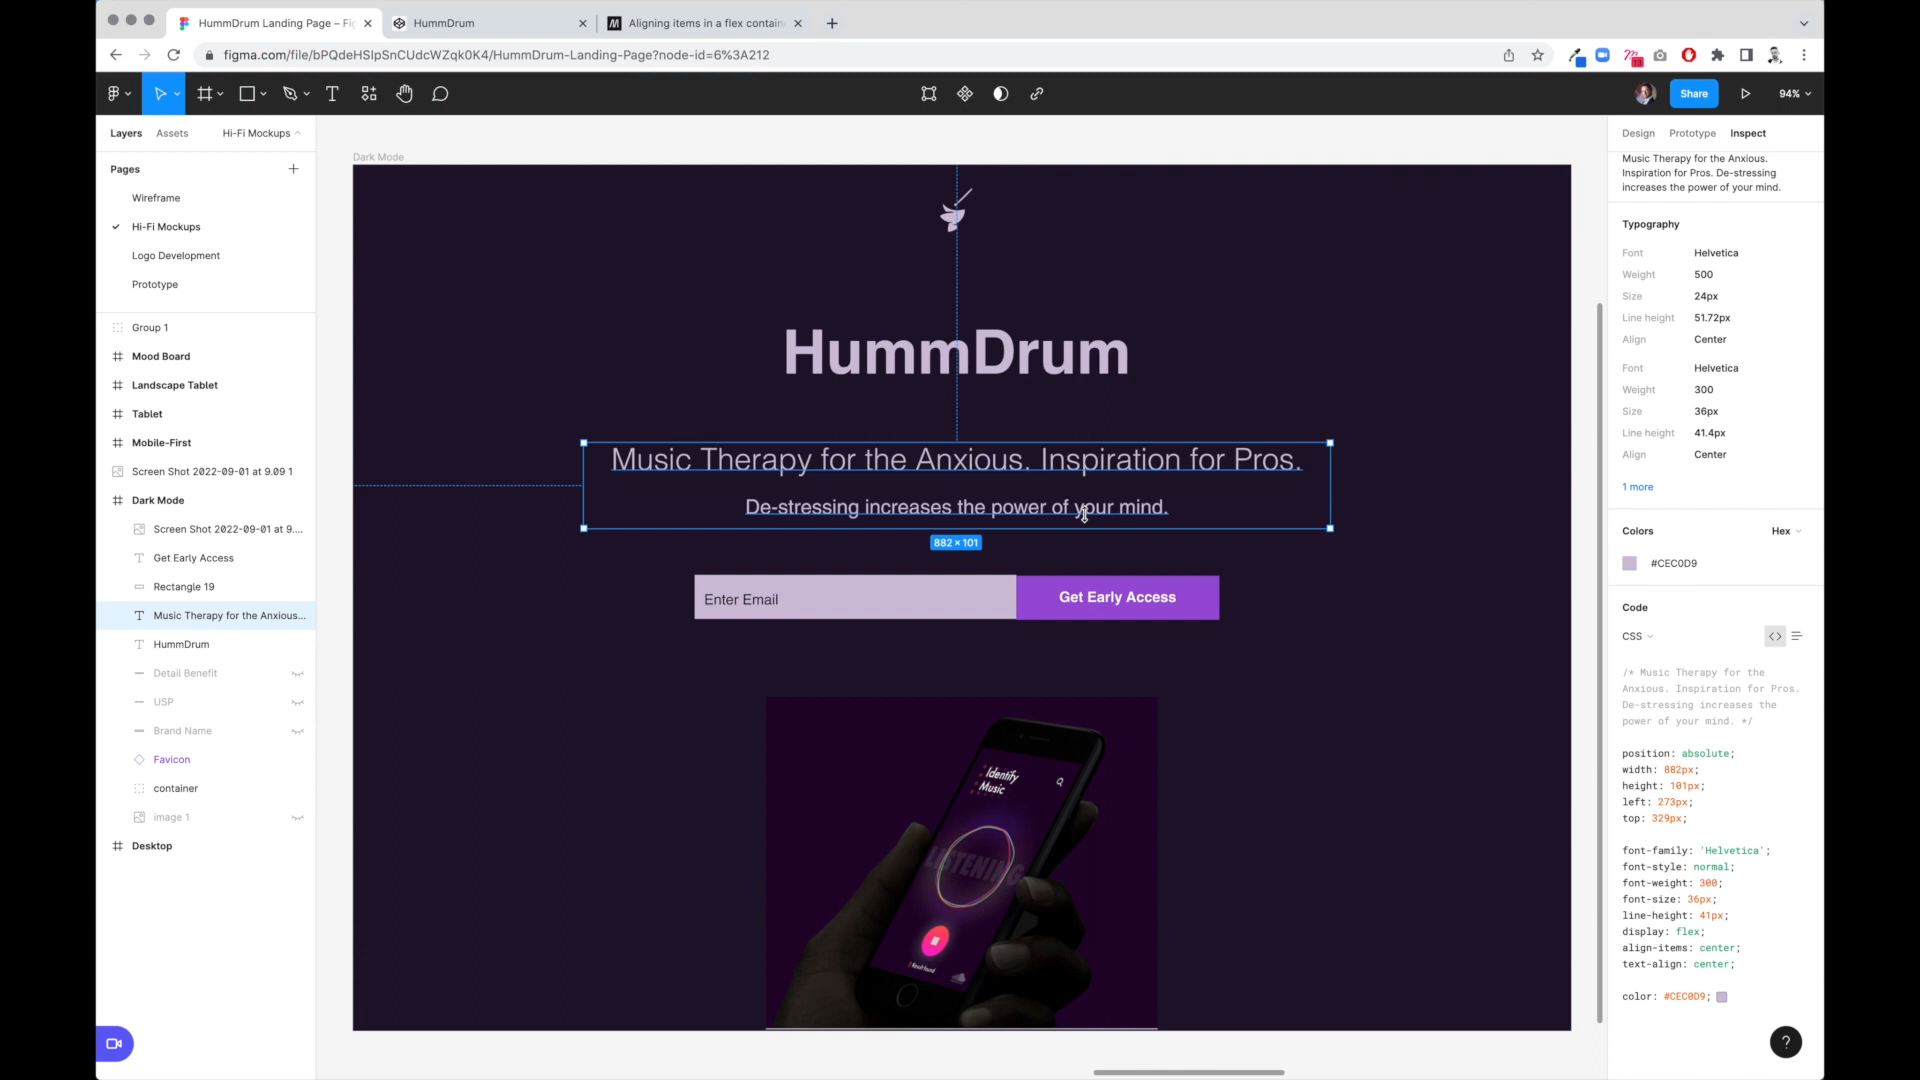 HummDrum Landing Page – Fig
HummDrum
Aligning items in a flex contain
figma.com/file/bPQdeHSIpSnCUdcWZqk0K4/HummDrum-Landing-Page?node-id=6%3A212
Share
94%
Layers
Assets
Hi-Fi Mockups
Pages
Wireframe
Hi-Fi Mockups
Logo Development
Prototype
Group 1
Mood Board
Landscape Tablet
Tablet
Mobile-First
Screen Shot 2022-09-01 at 9.09 1
Dark Mode
Screen Shot 2022-09-01 at 9....
Get Early Access
Rectangle 19
Music Therapy for the Anxious...
HummDrum
Detail Benefit
USP
Brand Name
Favicon
container
image 1
Desktop
Dark Mode
HummDrum
Music Therapy for the Anxious. Inspiration for Pros.
De-stressing increases the power of your mind.
882 × 101
Enter Email
Get Early Access
Identify
Music
LISTENING
Design
Prototype
Inspect
Music Therapy for the Anxious.
Inspiration for Pros. De-stressing
increases the power of your mind.
Typography
Font Helvetica
Weight 500
Size 24px
Line height 51.72px
Align Center
Font Helvetica
Weight 300
Size 36px
Line height 41.4px
Align Center
1 more
Colors
Hex
#CEC0D9
Code
CSS
/* Music Therapy for the
Anxious. Inspiration for Pros.
De-stressing increases the
power of your mind. */
position: absolute;
width: 882px;
height: 101px;
left: 273px;
top: 329px;
font-family: 'Helvetica';
font-style: normal;
font-weight: 300;
font-size: 36px;
line-height: 41px;
display: flex;
align-items: center;
text-align: center;
color: #CEC0D9;
?